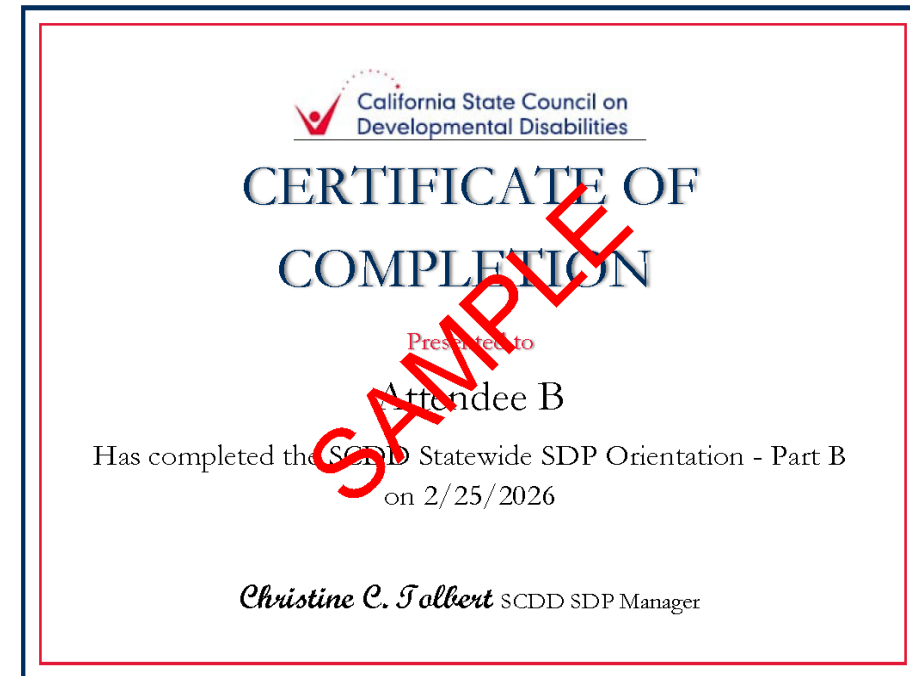 California State Council on
Developmental Disabilities
CERTIFICATE OF
COMPLETION
Presented to
Attendee B
Has completed the SCDD Statewide SDP Orientation - Part B
on 2/25/2026
Christine C. Tolbert SCDD SDP Manager
SAMPLE